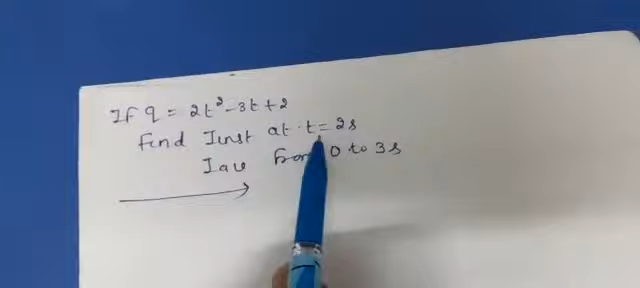 If q = 2t²-3t+2
Find Iinst at t=2s
Iav from 0 to 3s